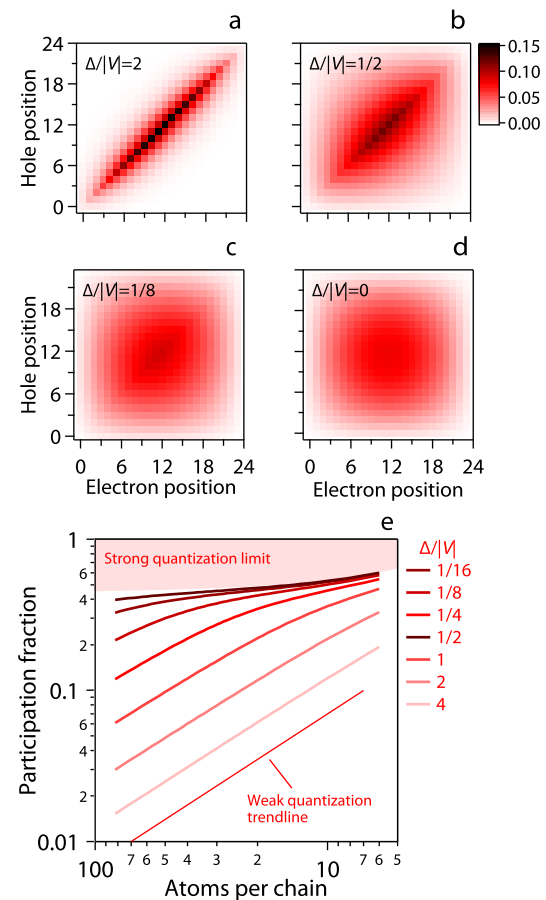 a
b
24
18
12
6
0
Hole position
Δ/|V|=2
Δ/|V|=1/2
0.15
0.10
0.05
0.00
c
d
18
12
6
0
Hole position
Δ/|V|=1/8
Δ/|V|=0
0 6 12 18 24
0 6 12 18 24
Electron position
Electron position
e
1
6
4
2
0.1
6
4
2
0.01
Participation fraction
Strong quantization limit
Weak quantization
trendline
Δ/|V|
1/16
1/8
1/4
1/2
1
2
4
100 7 6 5 4 3 2 10 7 6 5
Atoms per chain